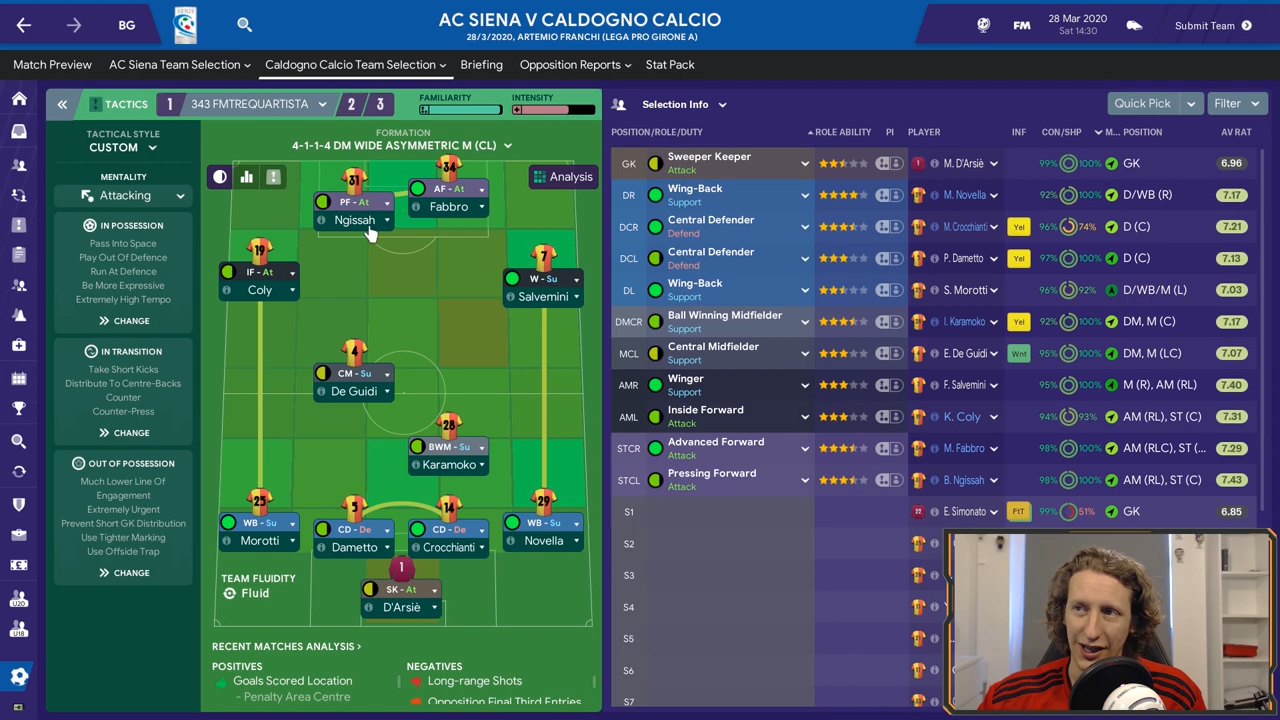 BG
AC SIENA V CALDOGNO CALCIO
28/3/2020, ARTEMIO FRANCHI (LEGA PRO GIRONE A)
FM
28 Mar 2020
Sat 14:30
Submit Team
Match Preview
AC Siena Team Selection
Caldogno Calcio Team Selection
Briefing
Opposition Reports
Stat Pack
TACTICS
1
343 FMTREQUARTISTA
2
3
FAMILIARITY
INTENSITY
TACTICAL STYLE
CUSTOM
MENTALITY
Attacking
IN POSSESSION
Pass Into Space
Play Out Of Defence
Run At Defence
Be More Expressive
Extremely High Tempo
CHANGE
IN TRANSITION
Take Short Kicks
Distribute To Centre-Backs
Counter
Counter-Press
CHANGE
OUT OF POSSESSION
Much Lower Line Of
Engagement
Extremely Urgent
Prevent Short GK Distribution
Use Tighter Marking
Use Offside Trap
CHANGE
FORMATION
4-1-1-4 DM WIDE ASYMMETRIC M (CL)
Analysis
31
PF - At
Ngissah
34
AF - At
Fabbro
19
IF - At
Coly
7
W - Su
Salvemini
4
CM - Su
De Guidi
28
BWM - Su
Karamoko
25
WB - Su
Morotti
5
CD - De
Dametto
14
CD - De
Crocchianti
29
WB - Su
Novella
1
SK - At
D'Arsiè
TEAM FLUIDITY
Fluid
RECENT MATCHES ANALYSIS >
POSITIVES
Goals Scored Location
- Penalty Area Centre
NEGATIVES
Long-range Shots
Opposition Final Third Entries
Selection Info
Quick Pick
Filter
POSITION/ROLE/DUTY ROLE ABILITY PI PLAYER INF CON/SHP M... POSITION AV RAT
GK Sweeper Keeper Attack M. D'Arsiè 99% 100% GK 6.96
DR Wing-Back Support M. Novella 92% 100% D/WB (R) 7.17
DCR Central Defender Defend M. Crocchianti Yel 96% 74% D (C) 7.21
DCL Central Defender Defend P. Dametto Yel 97% 100% D (C) 7.13
DL Wing-Back Support S. Morotti 96% 92% D/WB/M (L) 7.03
DMCR Ball Winning Midfielder Support I. Karamoko Yel 92% 100% DM, M (C) 7.17
MCL Central Midfielder Support E. De Guidi Wnt 95% 100% DM, M (LC) 7.07
AMR Winger Support F. Salvemini 95% 100% M (R), AM (RL) 7.40
AML Inside Forward Attack K. Coly 94% 93% AM (RL), ST (C) 7.31
STCR Advanced Forward Attack M. Fabbro 98% 100% AM (RLC), ST (... 7.29
STCL Pressing Forward Attack B. Ngissah 98% 100% AM (RL), ST (C) 7.43
S1 E. Simonato FtT 99% 51% GK 6.85
S2
S3
S4
S5
S6
S7
U20
U18